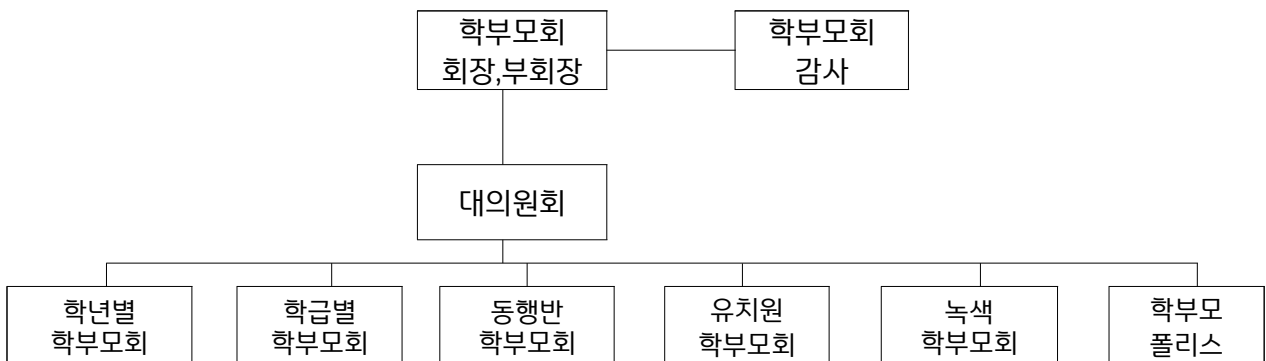 학부모회
회장,부회장
학부모회
감사
대의원회
학년별
학부모회
학급별
학부모회
동행반
학부모회
유치원
학부모회
녹색
학부모회
학부모
폴리스